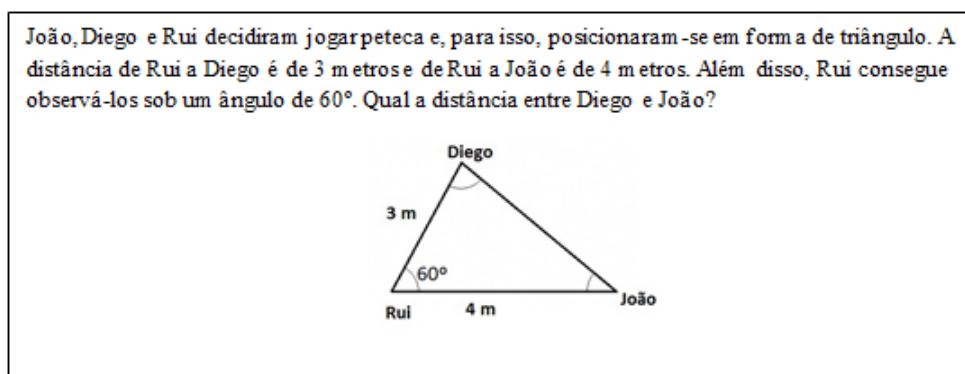 João, Diego e Rui decidiram jogar peteca e, para isso, posicionaram-se em forma de triângulo. A
distância de Rui a Diego é de 3 metros e de Rui a João é de 4 metros. Além disso, Rui consegue
observá-los sob um ângulo de 60°. Qual a distância entre Diego e João?
Diego
3 m
60º
João
Rui
4 m